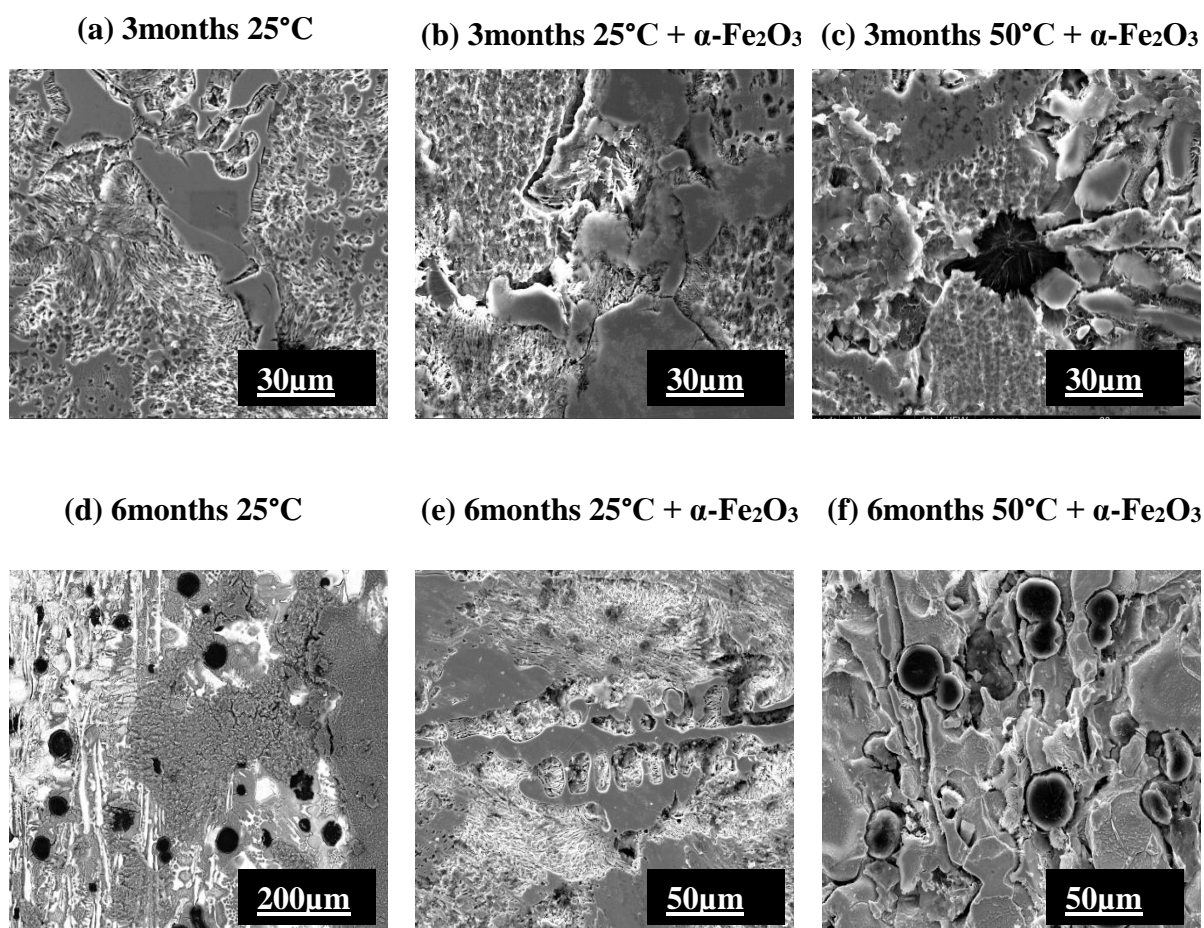 (a) 3months 25°C
(b) 3months 25°C + α-Fe₂O₃
(c) 3months 50°C + α-Fe₂O₃
30µm
30µm
30µm
(d) 6months 25°C
(e) 6months 25°C + α-Fe₂O₃
(f) 6months 50°C + α-Fe₂O₃
200µm
50µm
50µm